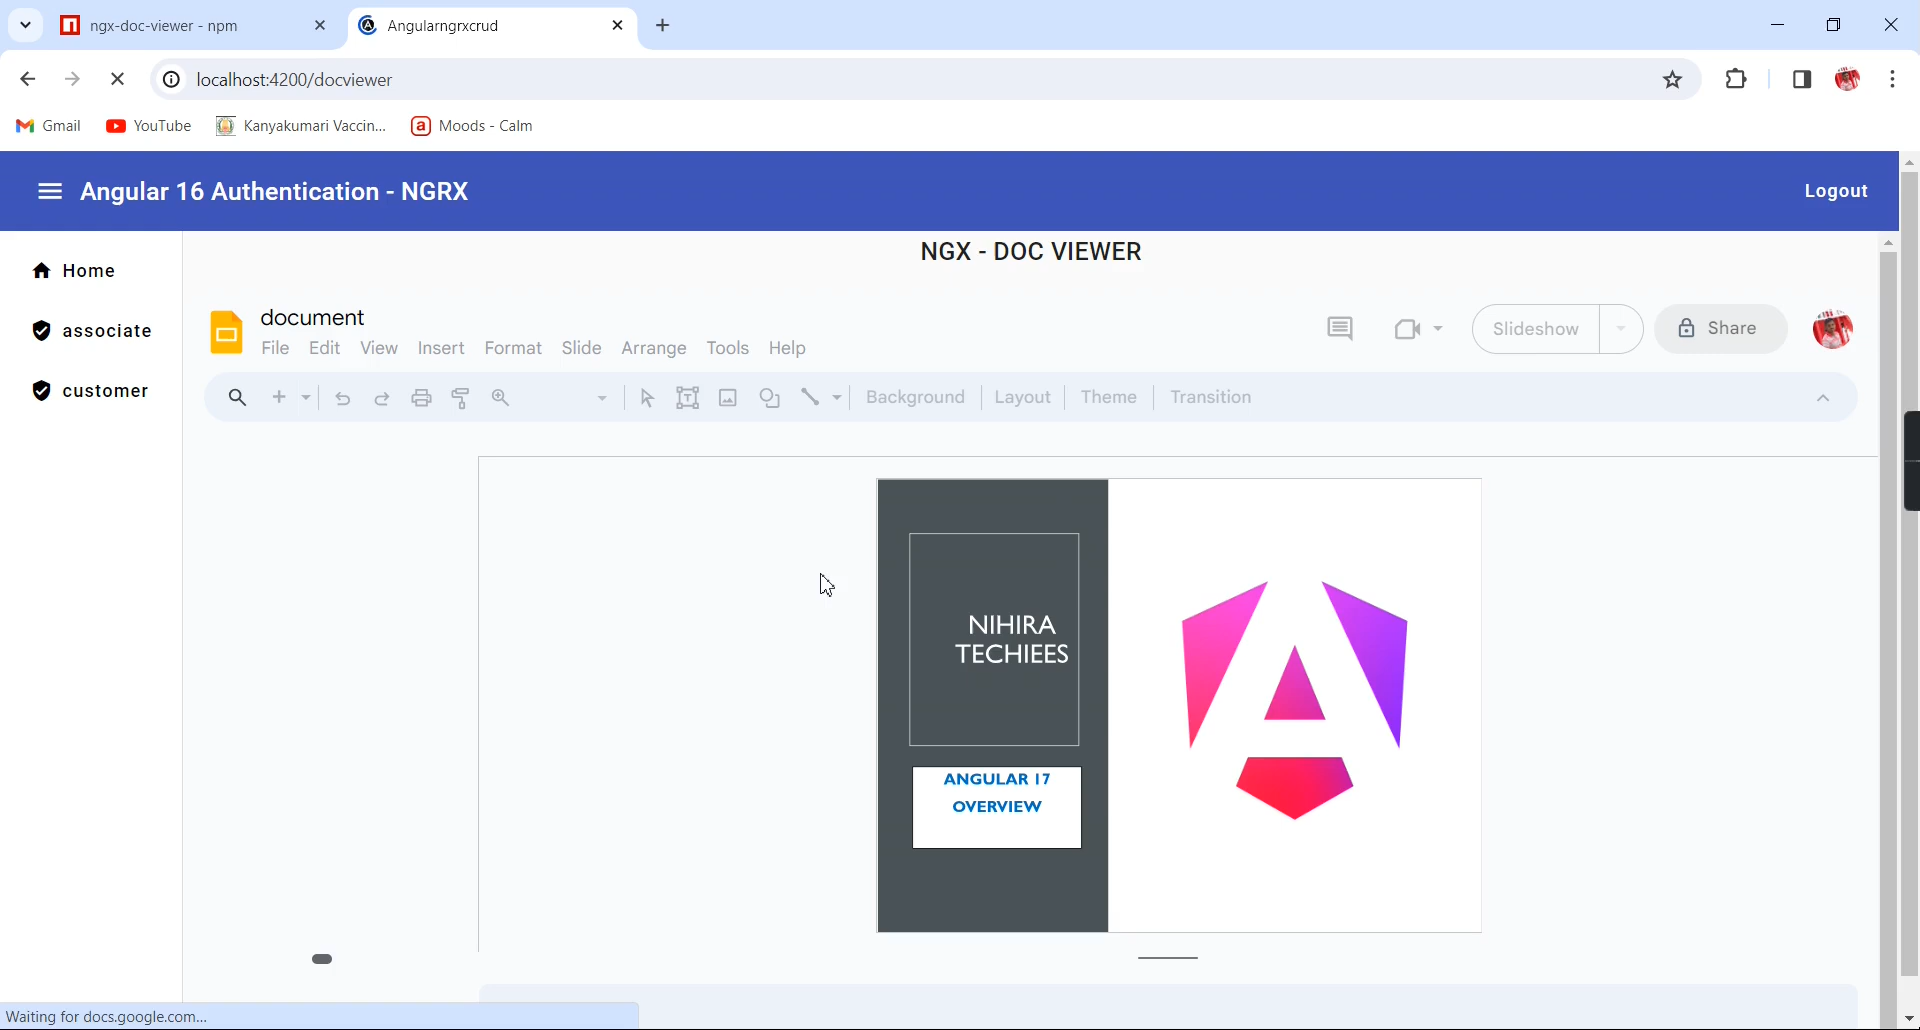 ngx-doc-viewer - npm
Angularngrxcrud
localhost:4200/docviewer
Gmail
YouTube
Kanyakumari Vaccin...
Moods - Calm
Angular 16 Authentication - NGRX
Logout
Home
associate
customer
NGX - DOC VIEWER
document
File Edit View Insert Format Slide Arrange Tools Help
Slideshow
Share
Background Layout Theme Transition
NIHIRA
TECHIEES
ANGULAR 17
OVERVIEW
Waiting for docs.google.com...